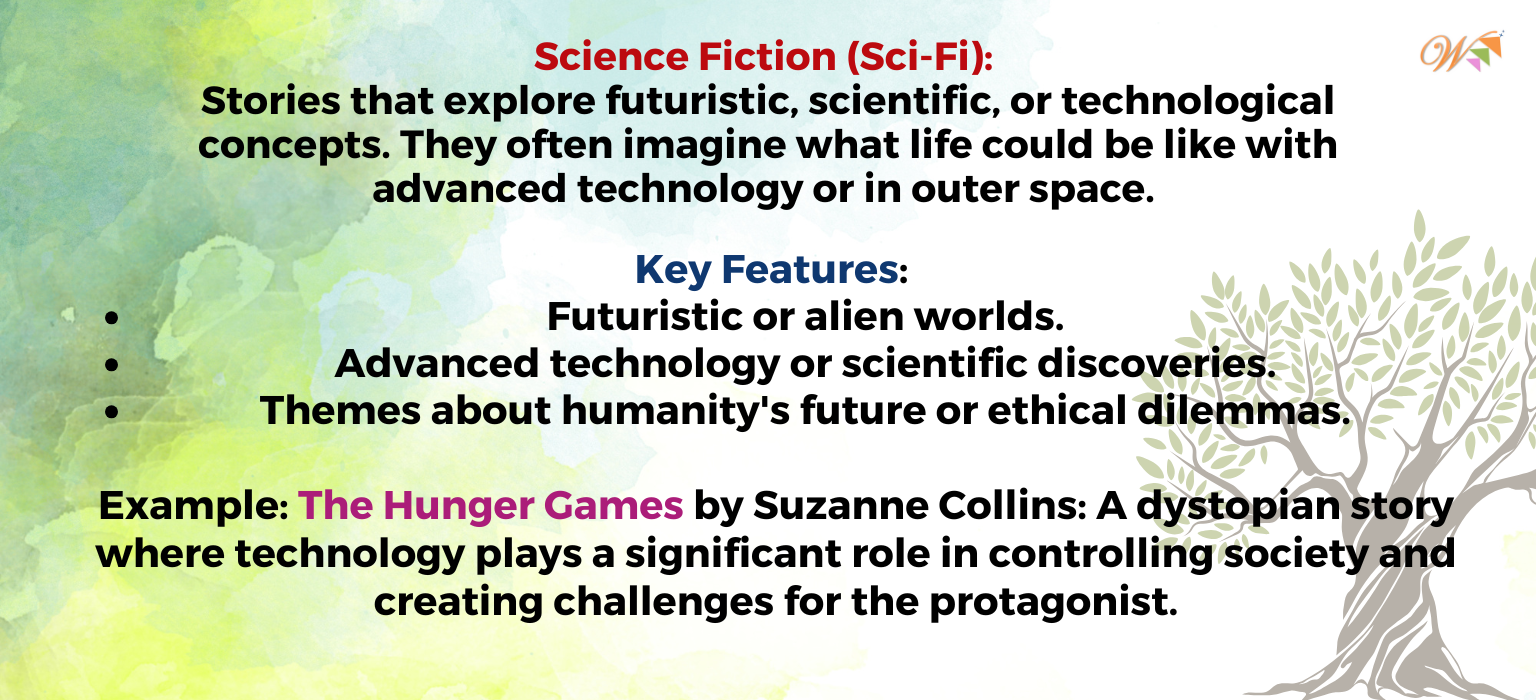 Science Fiction (Sci-Fi):
Stories that explore futuristic, scientific, or technological
concepts. They often imagine what life could be like with
advanced technology or in outer space.
Key Features:
• Futuristic or alien worlds.
• Advanced technology or scientific discoveries.
• Themes about humanity's future or ethical dilemmas.
Example: The Hunger Games by Suzanne Collins: A dystopian story
where technology plays a significant role in controlling society and
creating challenges for the protagonist.
W